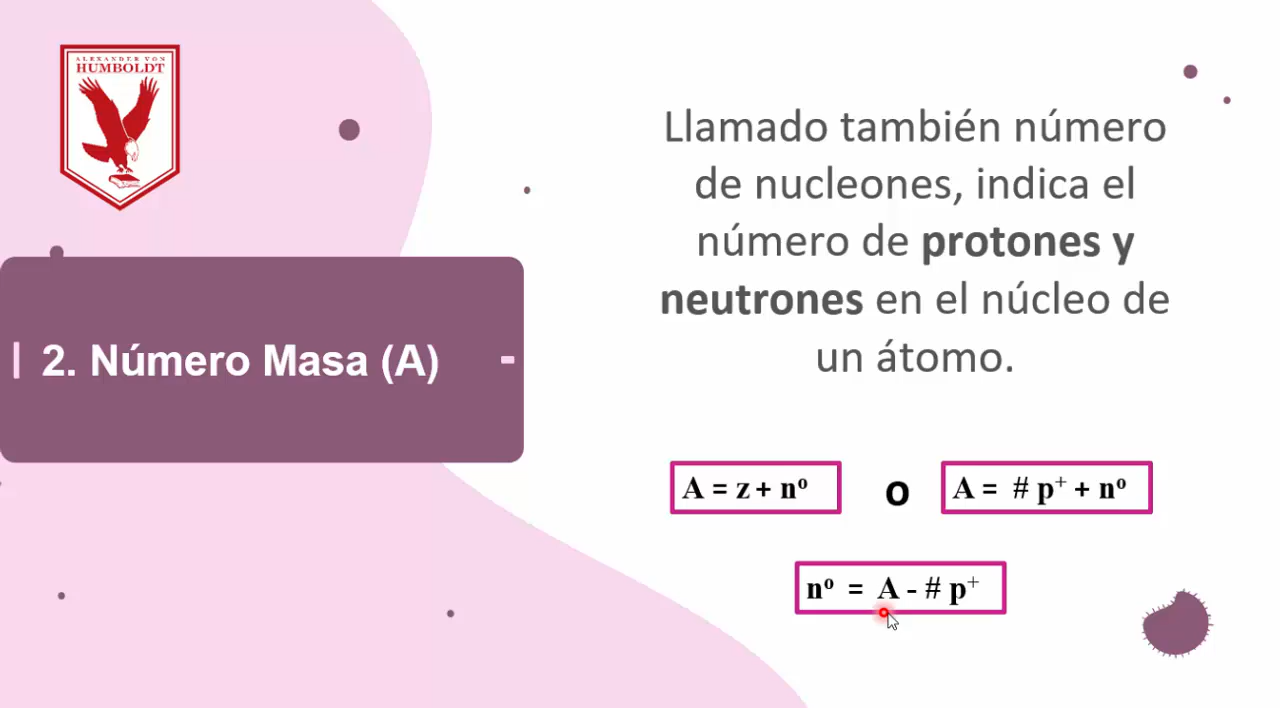 ALEXANDER VON
HUMBOLDT
Llamado también número
de nucleones, indica el
número de protones y
neutrones en el núcleo de
un átomo.
| 2. Número Masa (A) -
A = z + nº o A = # p⁺ + nº
nº = A - # p⁺